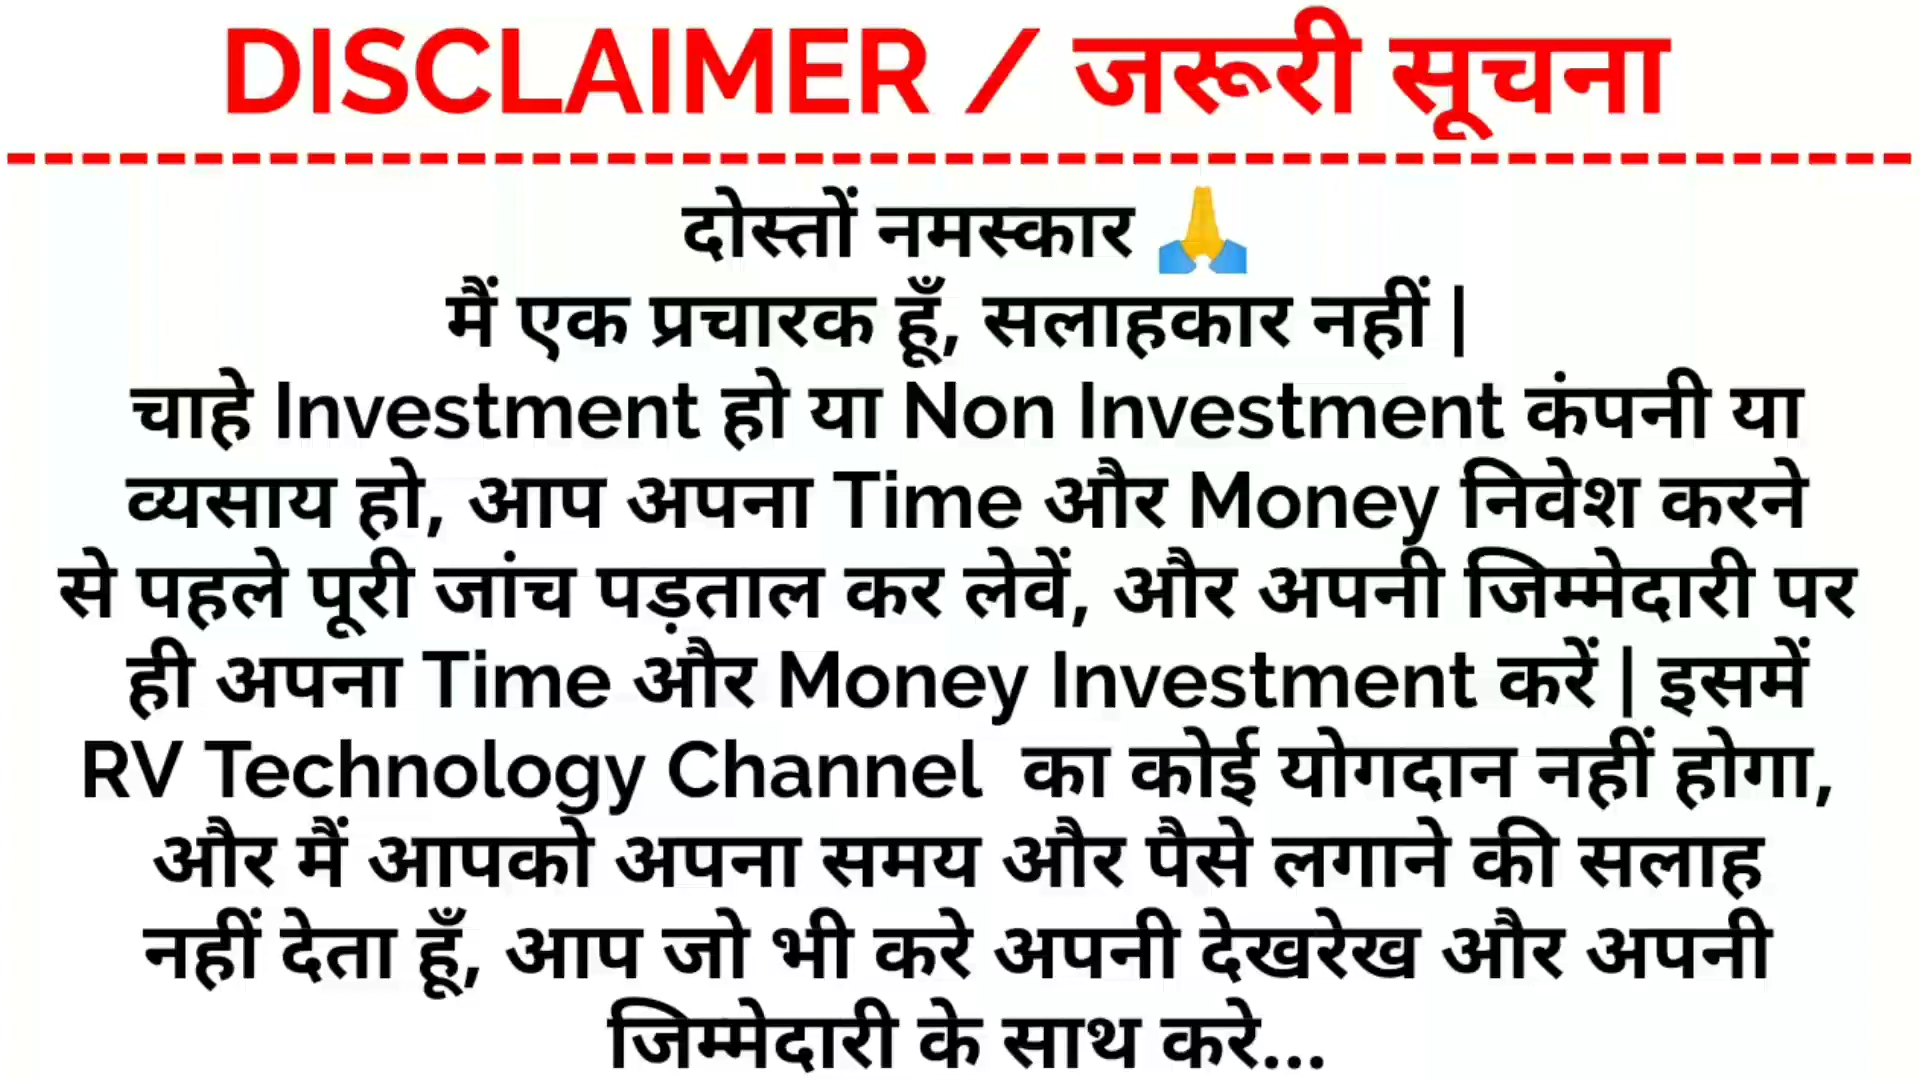 DISCLAIMER / जरूरी सूचना
दोस्तों नमस्कार 🙏
मैं एक प्रचारक हूँ, सलाहकार नहीं |
चाहे Investment हो या Non Investment कंपनी या
व्यसाय हो, आप अपना Time और Money निवेश करने
से पहले पूरी जांच पड़ताल कर लेवें, और अपनी जिम्मेदारी पर
ही अपना Time और Money Investment करें | इसमें
RV Technology Channel का कोई योगदान नहीं होगा,
और मैं आपको अपना समय और पैसे लगाने की सलाह
नहीं देता हूँ, आप जो भी करे अपनी देखरेख और अपनी
जिम्मेदारी के साथ करे...